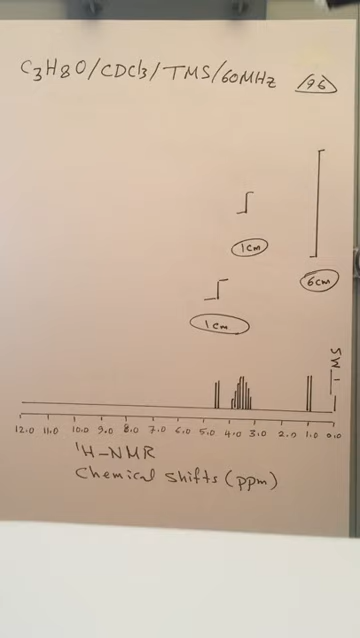 C3H8O/CDCl3/TMS/60MHz 196
1cm
6cm
1cm
TMS
12.0 11.0 10.0 9.0 8.0 7.0 6.0 5.0 4.0 3.0 2.0 1.0 0.0
1H-NMR
Chemical shifts (ppm)